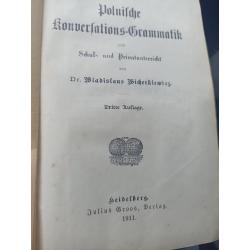 Polnische
Konversations-Grammatik
zum
Schul- und Privatunterricht
von
Dr. Wladislaus Wicherkiewicz.
Dritte Auflage.
Heidelberg.
Julius Groos, Verlag.
1911.